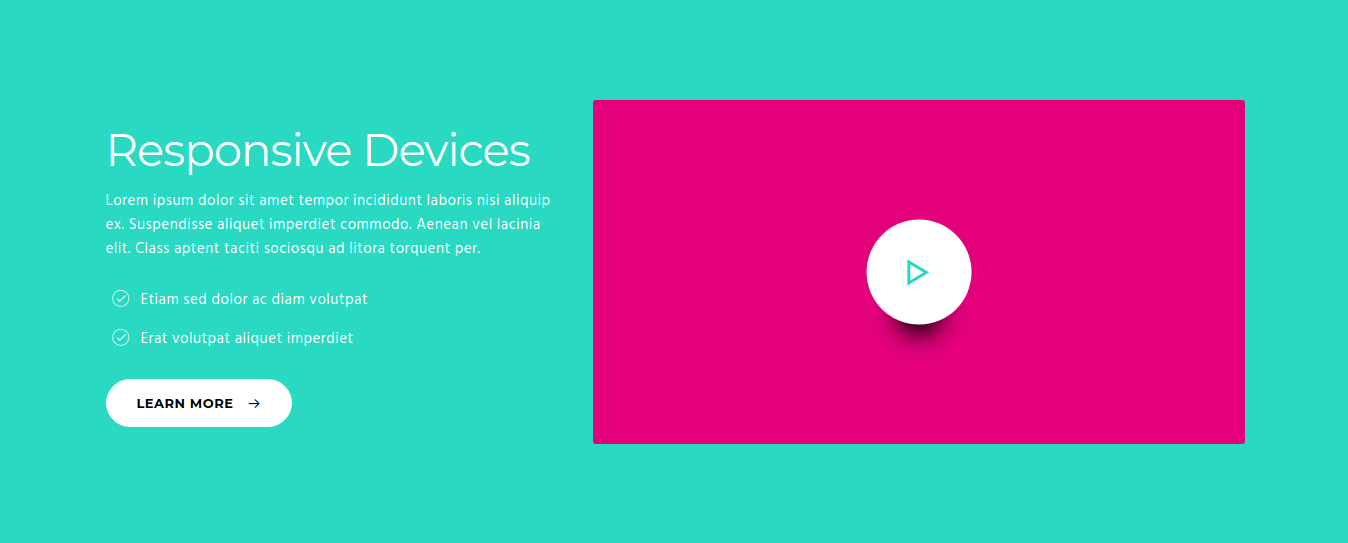 Responsive Devices
Lorem ipsum dolor sit amet tempor incididunt laboris nisi aliquip
ex. Suspendisse aliquet imperdiet commodo. Aenean vel lacinia
elit. Class aptent taciti sociosqu ad litora torquent per.
Etiam sed dolor ac diam volutpat
Erat volutpat aliquet imperdiet
LEARN MORE